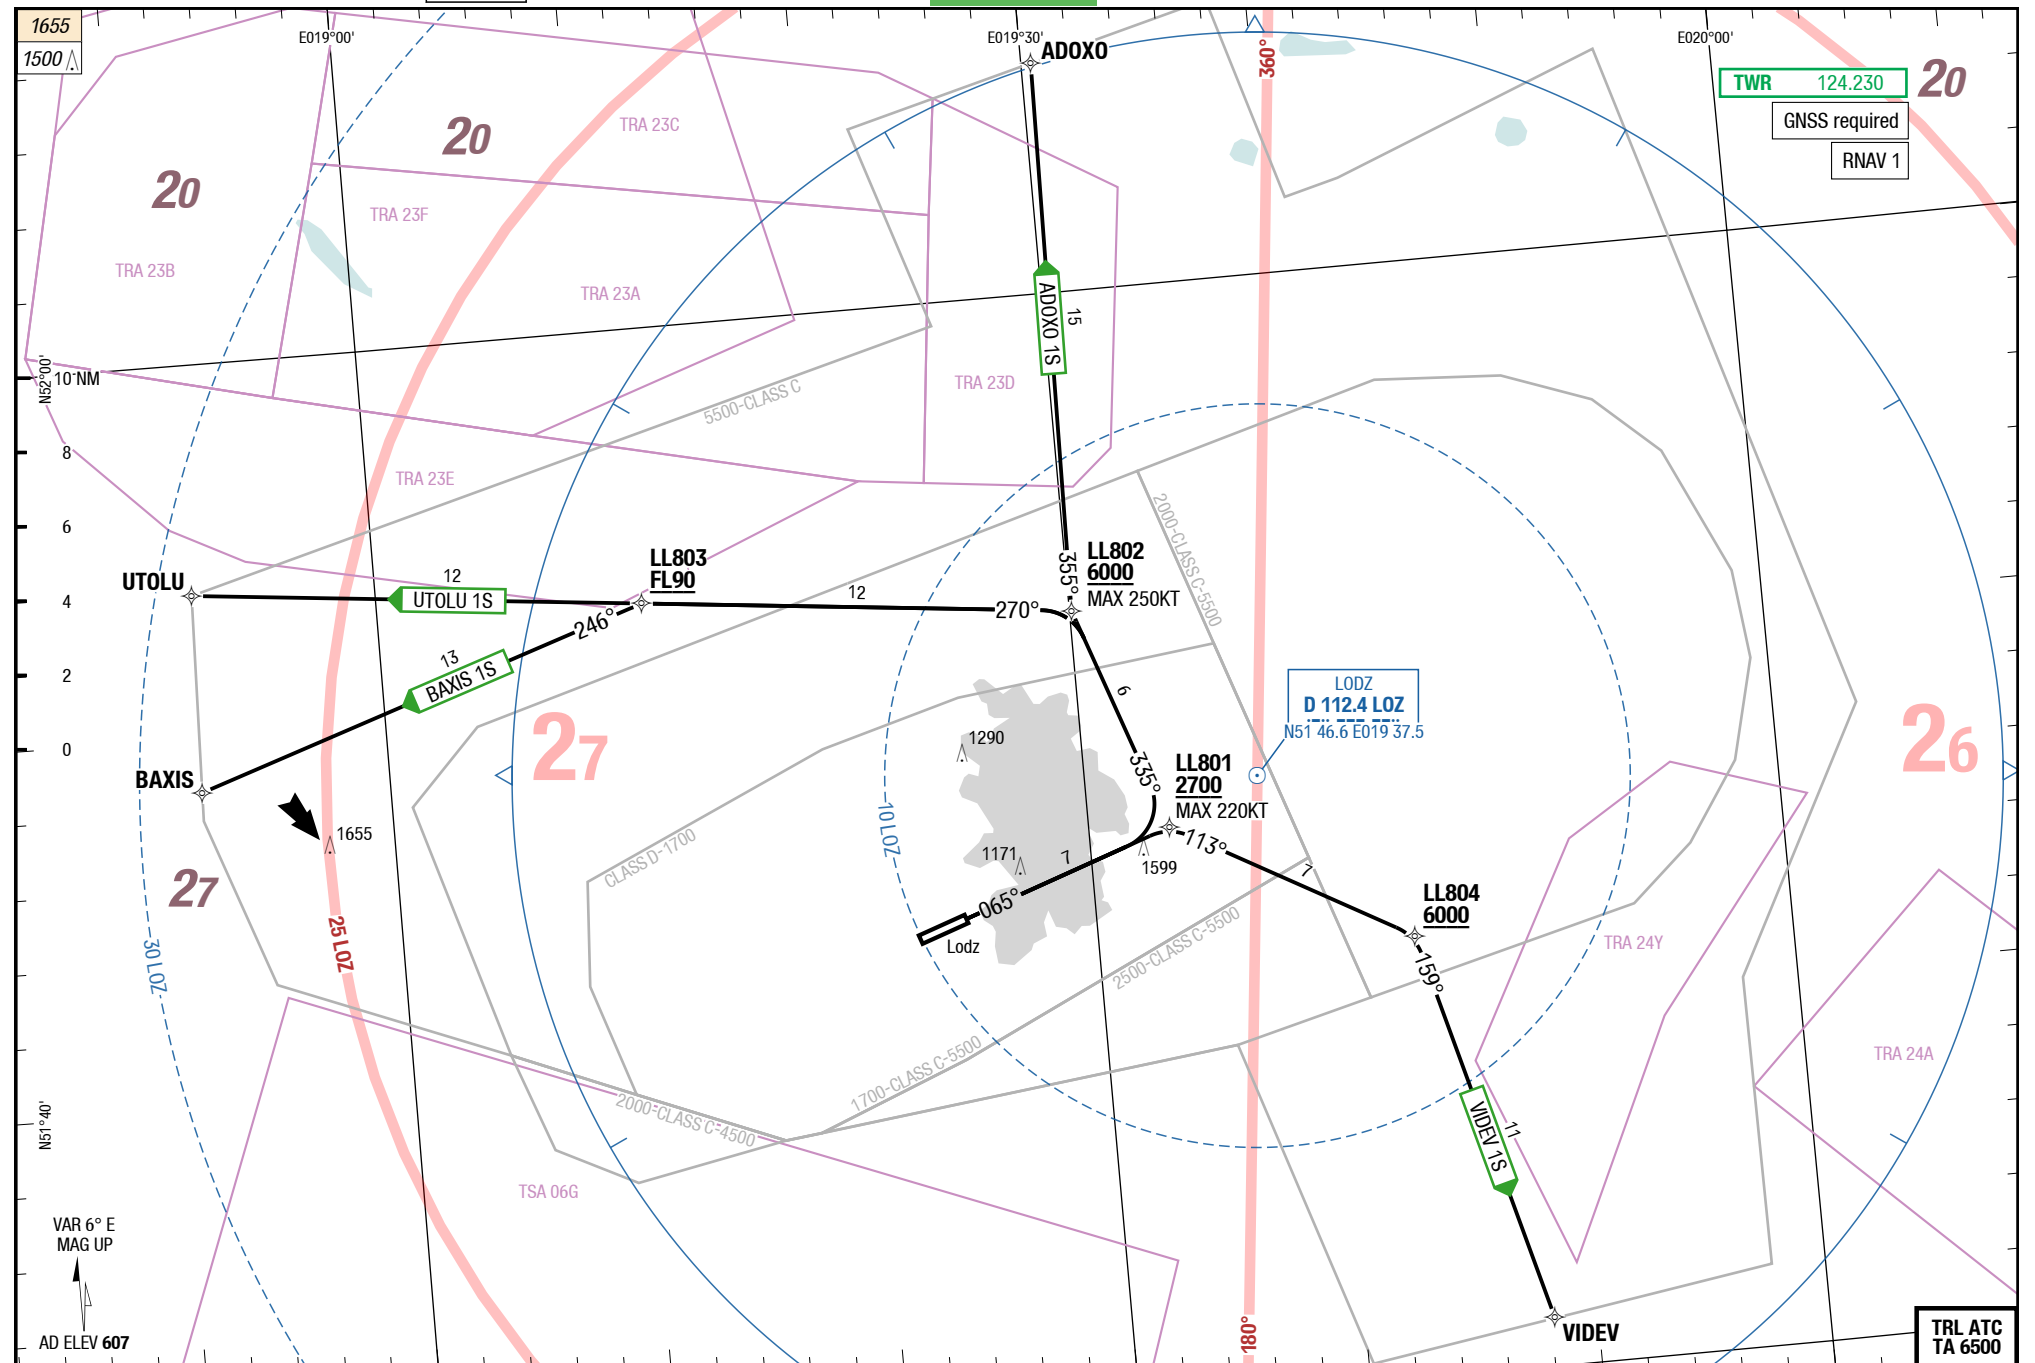 1655
1500
E019°00'
E019°30'
ADOXO
360°
E020°00'
TWR 124.230
20
GNSS required
RNAV 1
20
20
TRA 23C
TRA 23F
TRA 23B
TRA 23A
ADOXO 1S
15
N52°00'
10 NM
5500-CLASS C
TRA 23D
8
TRA 23E
6
2000-CLASS C-5500
LL803
FL90
355°
LL802
6000
MAX 250KT
UTOLU
12
UTOLU 1S
12
270°
4
246°
13
BAXIS 1S
2
6
LODZ
D 112.4 LOZ
N51 46.6 E019 37.5
27
26
1290
0
335°
LL801
2700
MAX 220KT
BAXIS
1655
10 LOZ
CLASS D-1700
1171
7
1599
113°
7
27
065°
Lodz
LL804
6000
25 LOZ
30 LOZ
2500-CLASS C-5500
159°
TRA 24Y
TRA 24A
1700-CLASS C-5500
2000-CLASS C-4500
N51°40'
VIDEV 1S
11
TSA 06G
VAR 6° E
MAG UP
AD ELEV 607
180°
VIDEV
TRL ATC
TA 6500